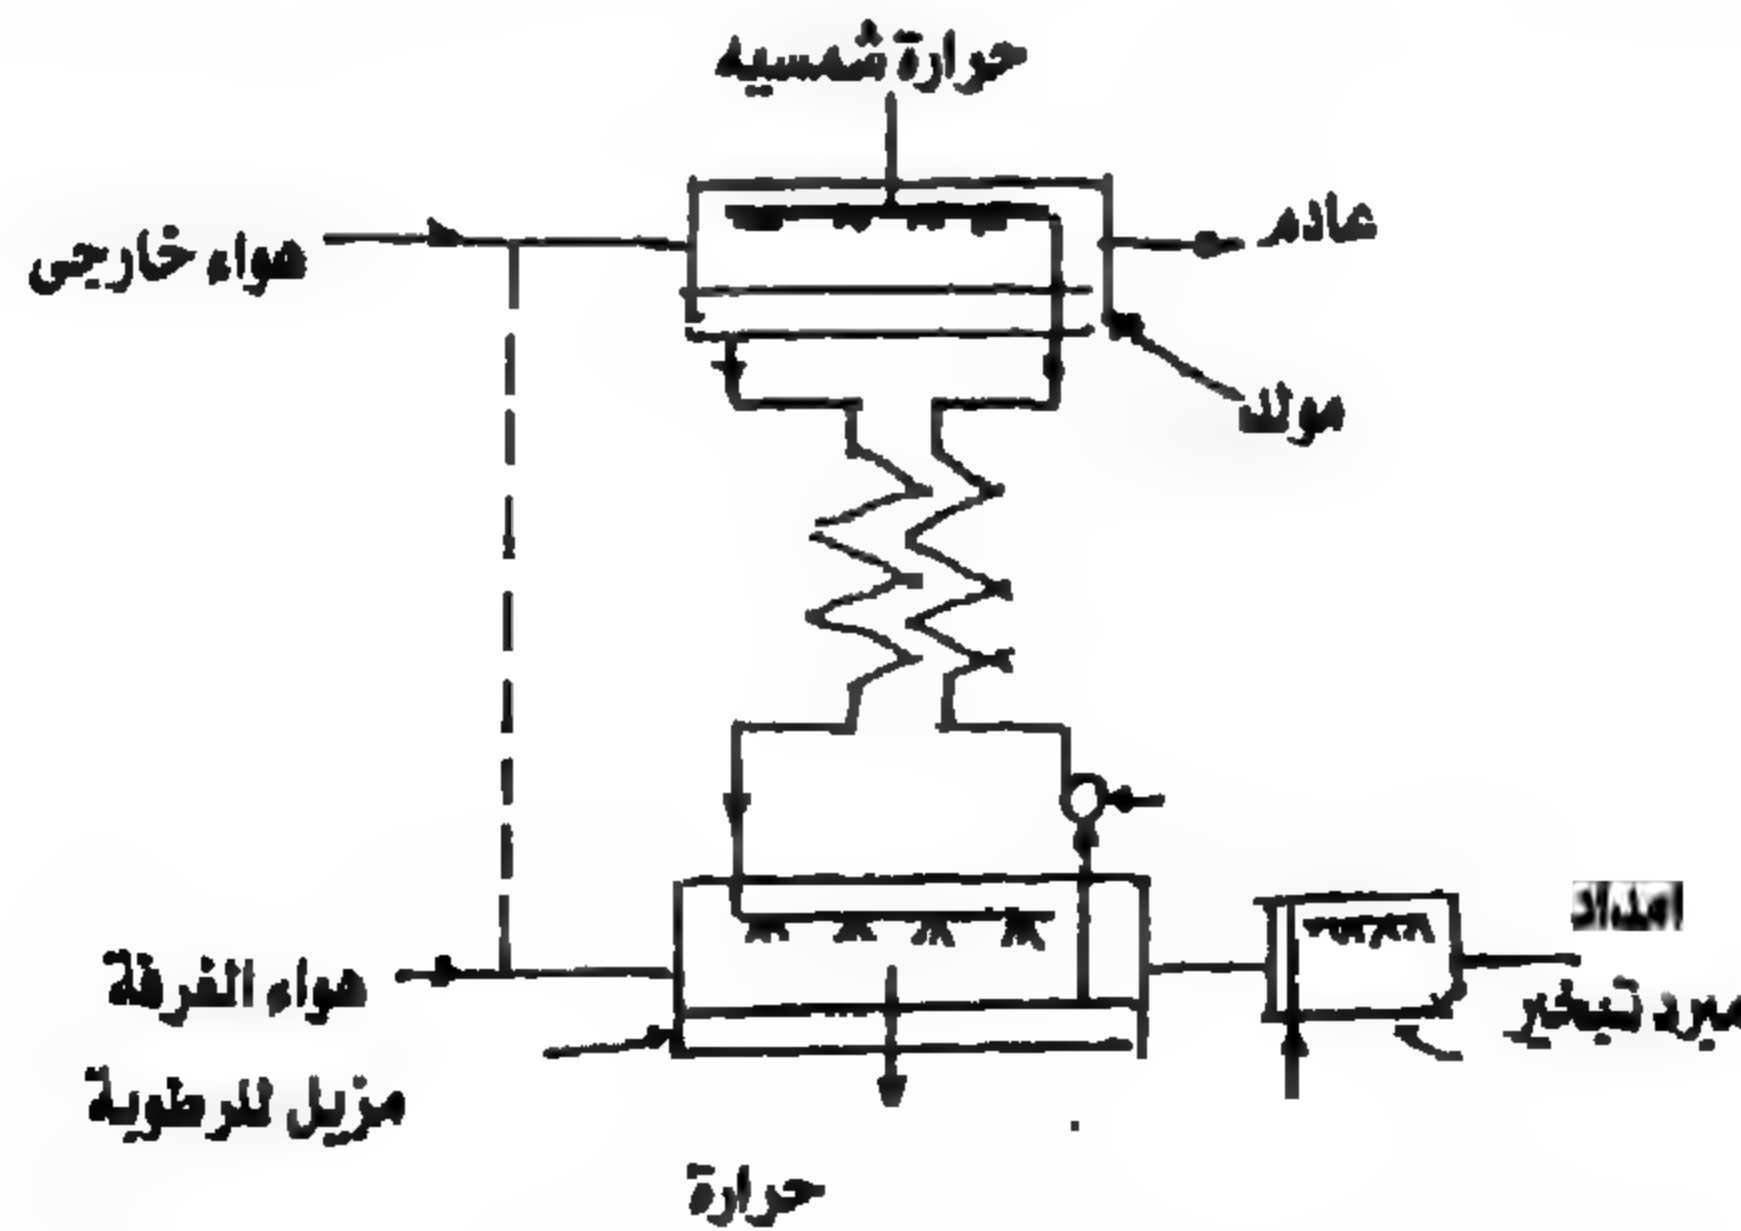 حرارة شمسيه
عادم
هواء خارجى
مولد
امداد
هواء الغرفة
مبرد تبخير
مزيل للرطوبة
حرارة